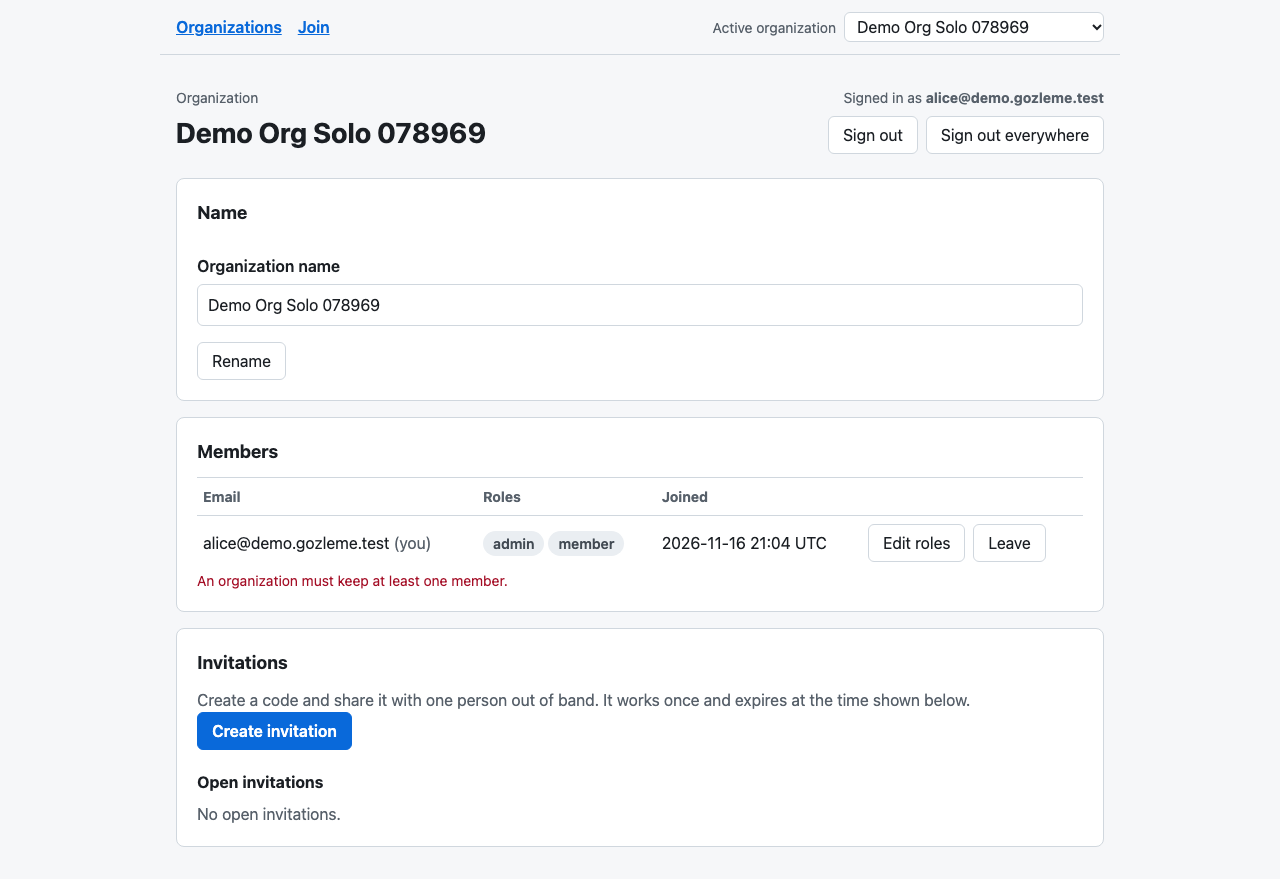 Organizations Join Active organization Demo Org Solo 078969
Organization
Signed in as alice@demo.gozleme.test
Demo Org Solo 078969
Sign out Sign out everywhere
Name
Organization name
Demo Org Solo 078969
Rename
Members
Email Roles Joined
alice@demo.gozleme.test (you) admin member 2026-11-16 21:04 UTC Edit roles Leave
An organization must keep at least one member.
Invitations
Create a code and share it with one person out of band. It works once and expires at the time shown below.
Create invitation
Open invitations
No open invitations.